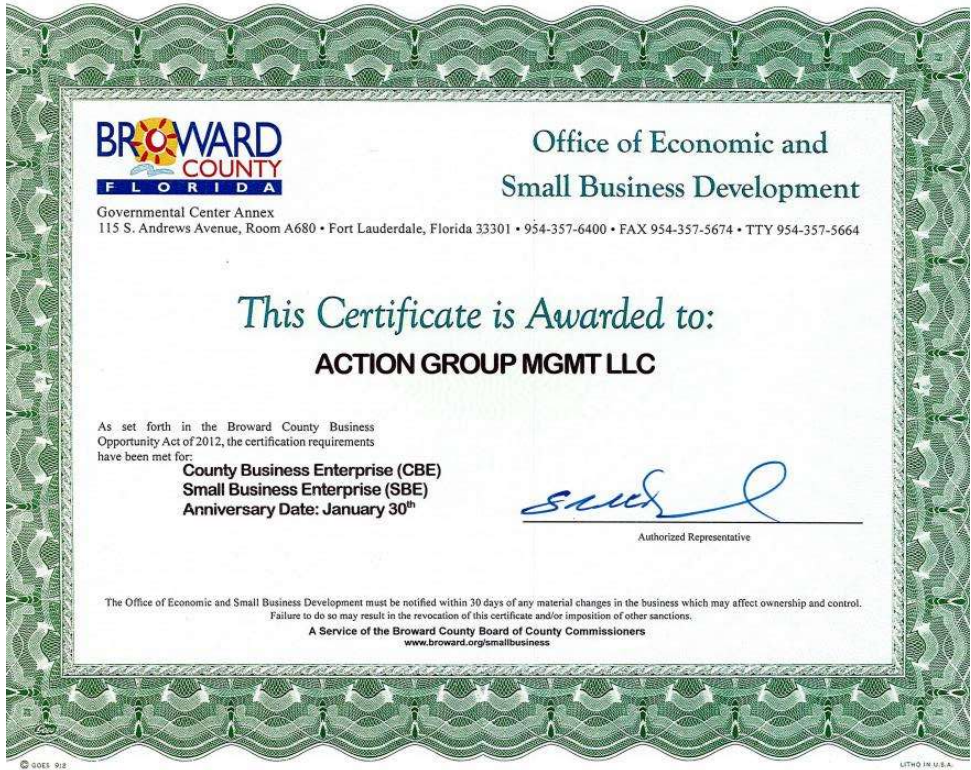 BROWARD
COUNTY
FLORIDA
Office of Economic and
Small Business Development
Governmental Center Annex
115 S. Andrews Avenue, Room A680 • Fort Lauderdale, Florida 33301 • 954-357-6400 • FAX 954-357-5674 • TTY 954-357-5664
This Certificate is Awarded to:
ACTION GROUP MGMT LLC
As set forth in the Broward County Business
Opportunity Act of 2012, the certification requirements
have been met for:
County Business Enterprise (CBE)
Small Business Enterprise (SBE)
Anniversary Date: January 30th
Authorized Representative
The Office of Economic and Small Business Development must be notified within 30 days of any material changes in the business which may affect ownership and control.
Failure to do so may result in the revocation of this certificate and/or imposition of other sanctions.
A Service of the Broward County Board of County Commissioners
www.broward.org/smallbusiness
© GOES 912
LITHO IN U.S.A.